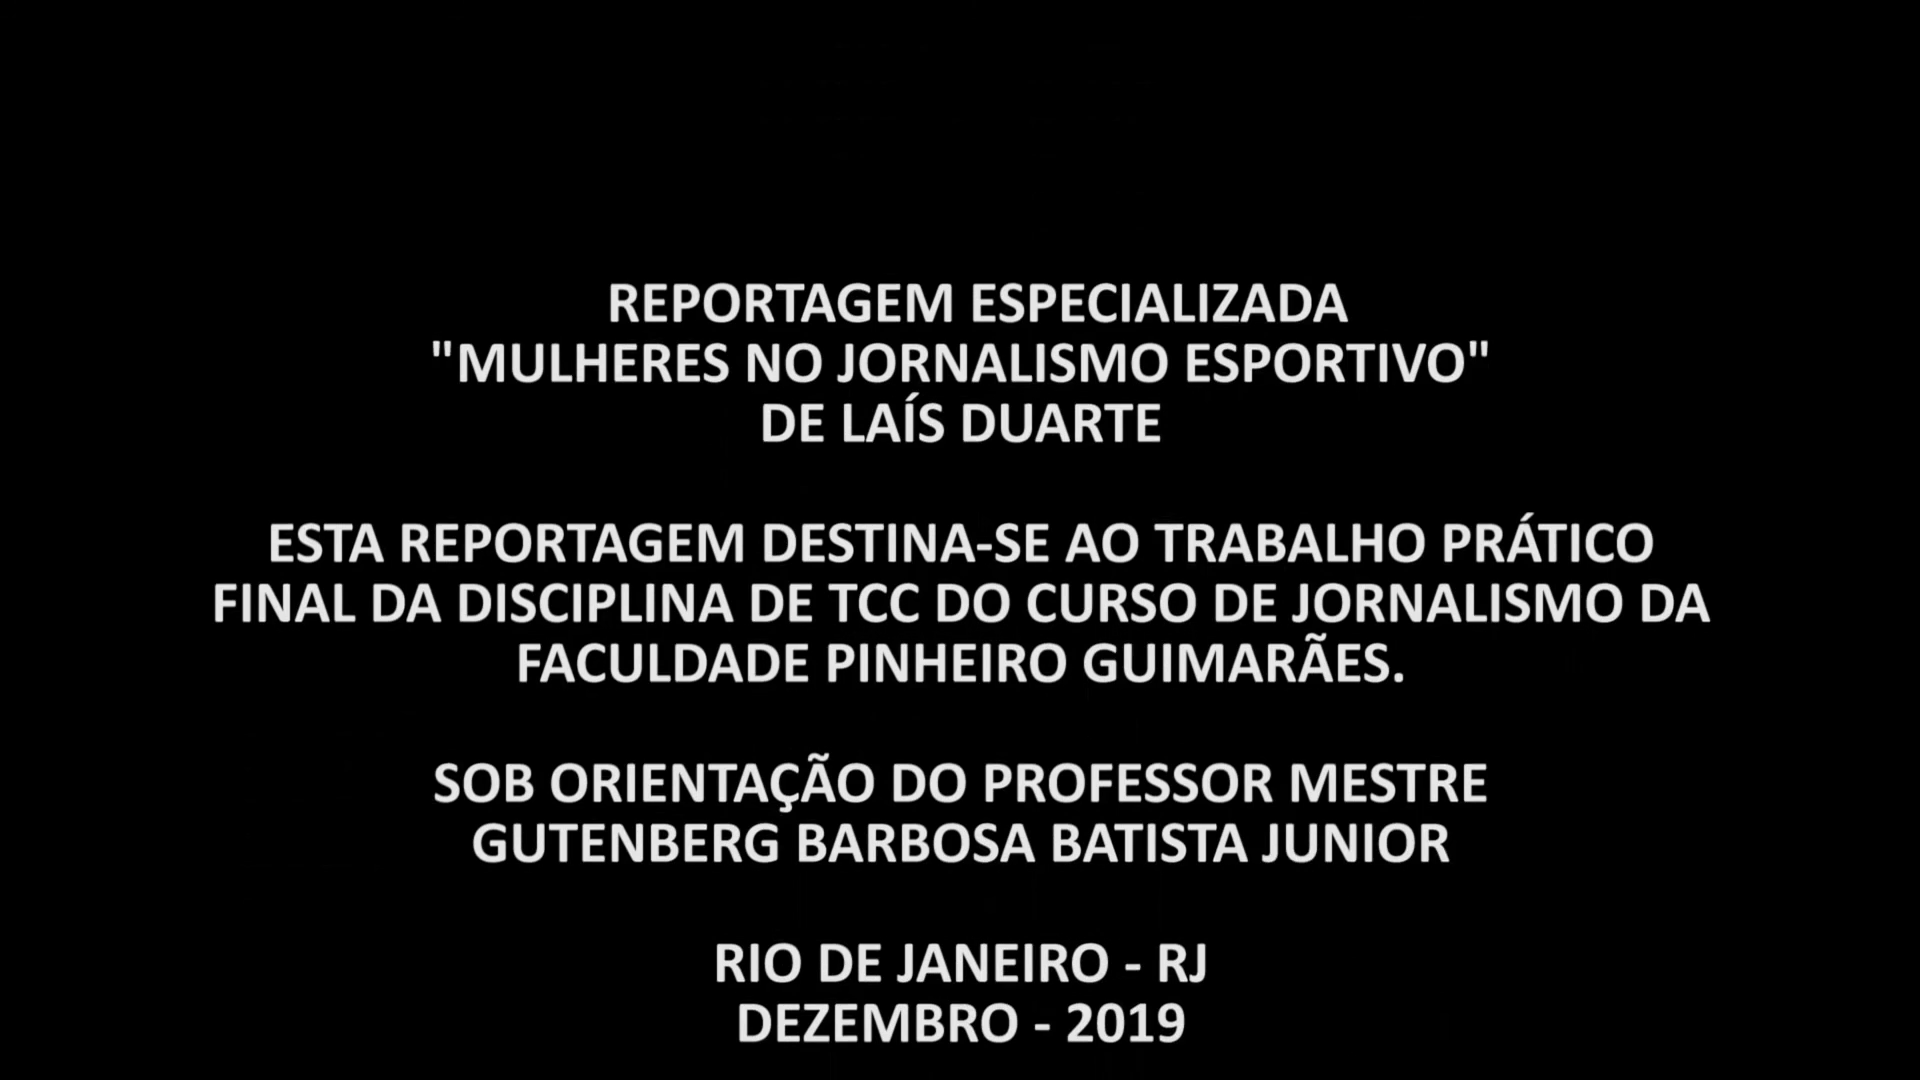 REPORTAGEM ESPECIALIZADA
"MULHERES NO JORNALISMO ESPORTIVO"
DE LAÍS DUARTE
ESTA REPORTAGEM DESTINA-SE AO TRABALHO PRÁTICO
FINAL DA DISCIPLINA DE TCC DO CURSO DE JORNALISMO DA
FACULDADE PINHEIRO GUIMARÃES.
SOB ORIENTAÇÃO DO PROFESSOR MESTRE
GUTENBERG BARBOSA BATISTA JUNIOR
RIO DE JANEIRO - RJ
DEZEMBRO - 2019